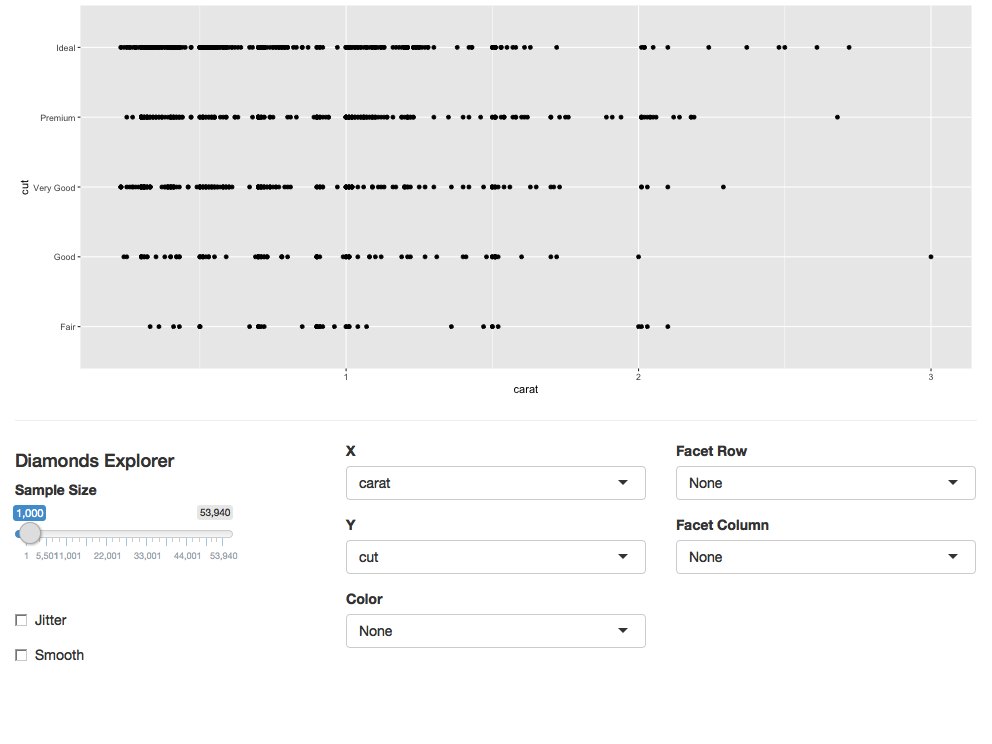 Ideal
Premium
Very Good
Good
Fair
cut
1 2 3
carat
Diamonds Explorer
Sample Size
1,000 53,940
1 5,501 11,001 22,001 33,001 44,001 53,940
Jitter
Smooth
X
carat
Y
cut
Color
None
Facet Row
None
Facet Column
None